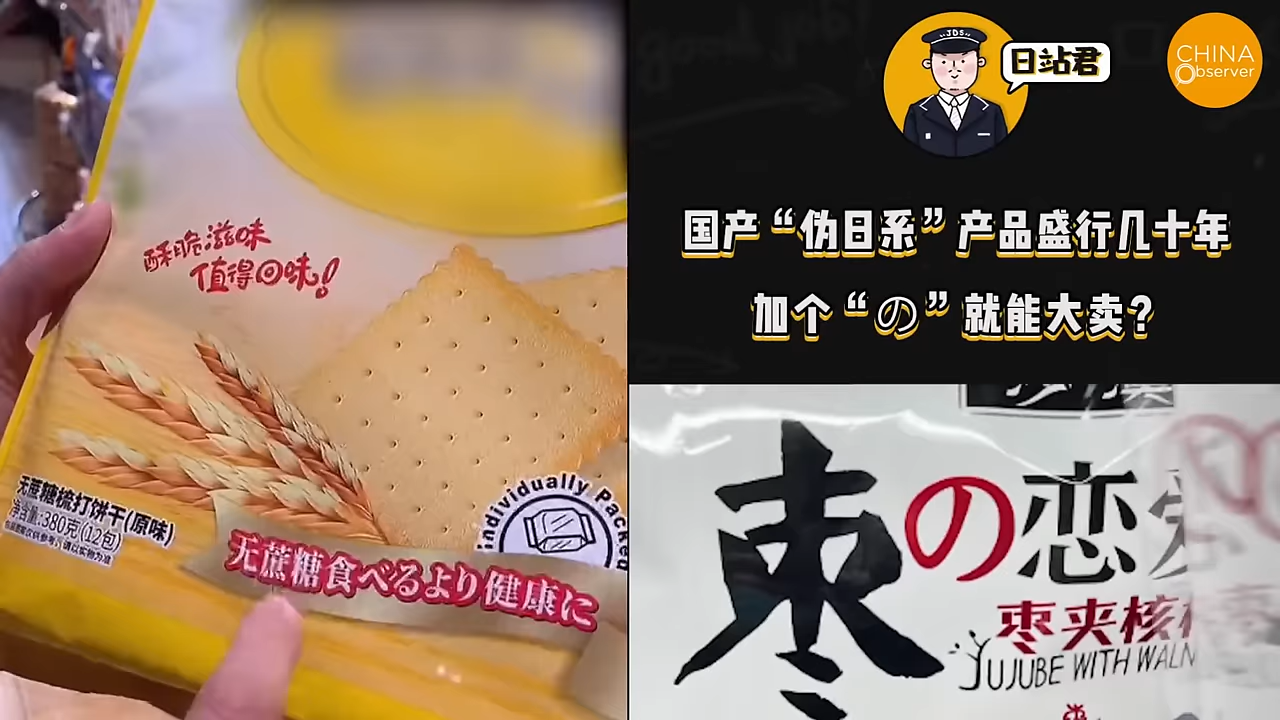 酥脆滋味
值得回味!
无蔗糖梳打饼干(原味)
净含量:380克(12包)
Individually Packed
无蔗糖食べるより健康に
JDS
日站君
CHINA
Observer
国产“伪日系”产品盛行几十年
加个“の”就能大卖?
枣の恋
枣夹核
JUJUBE WITH WALN